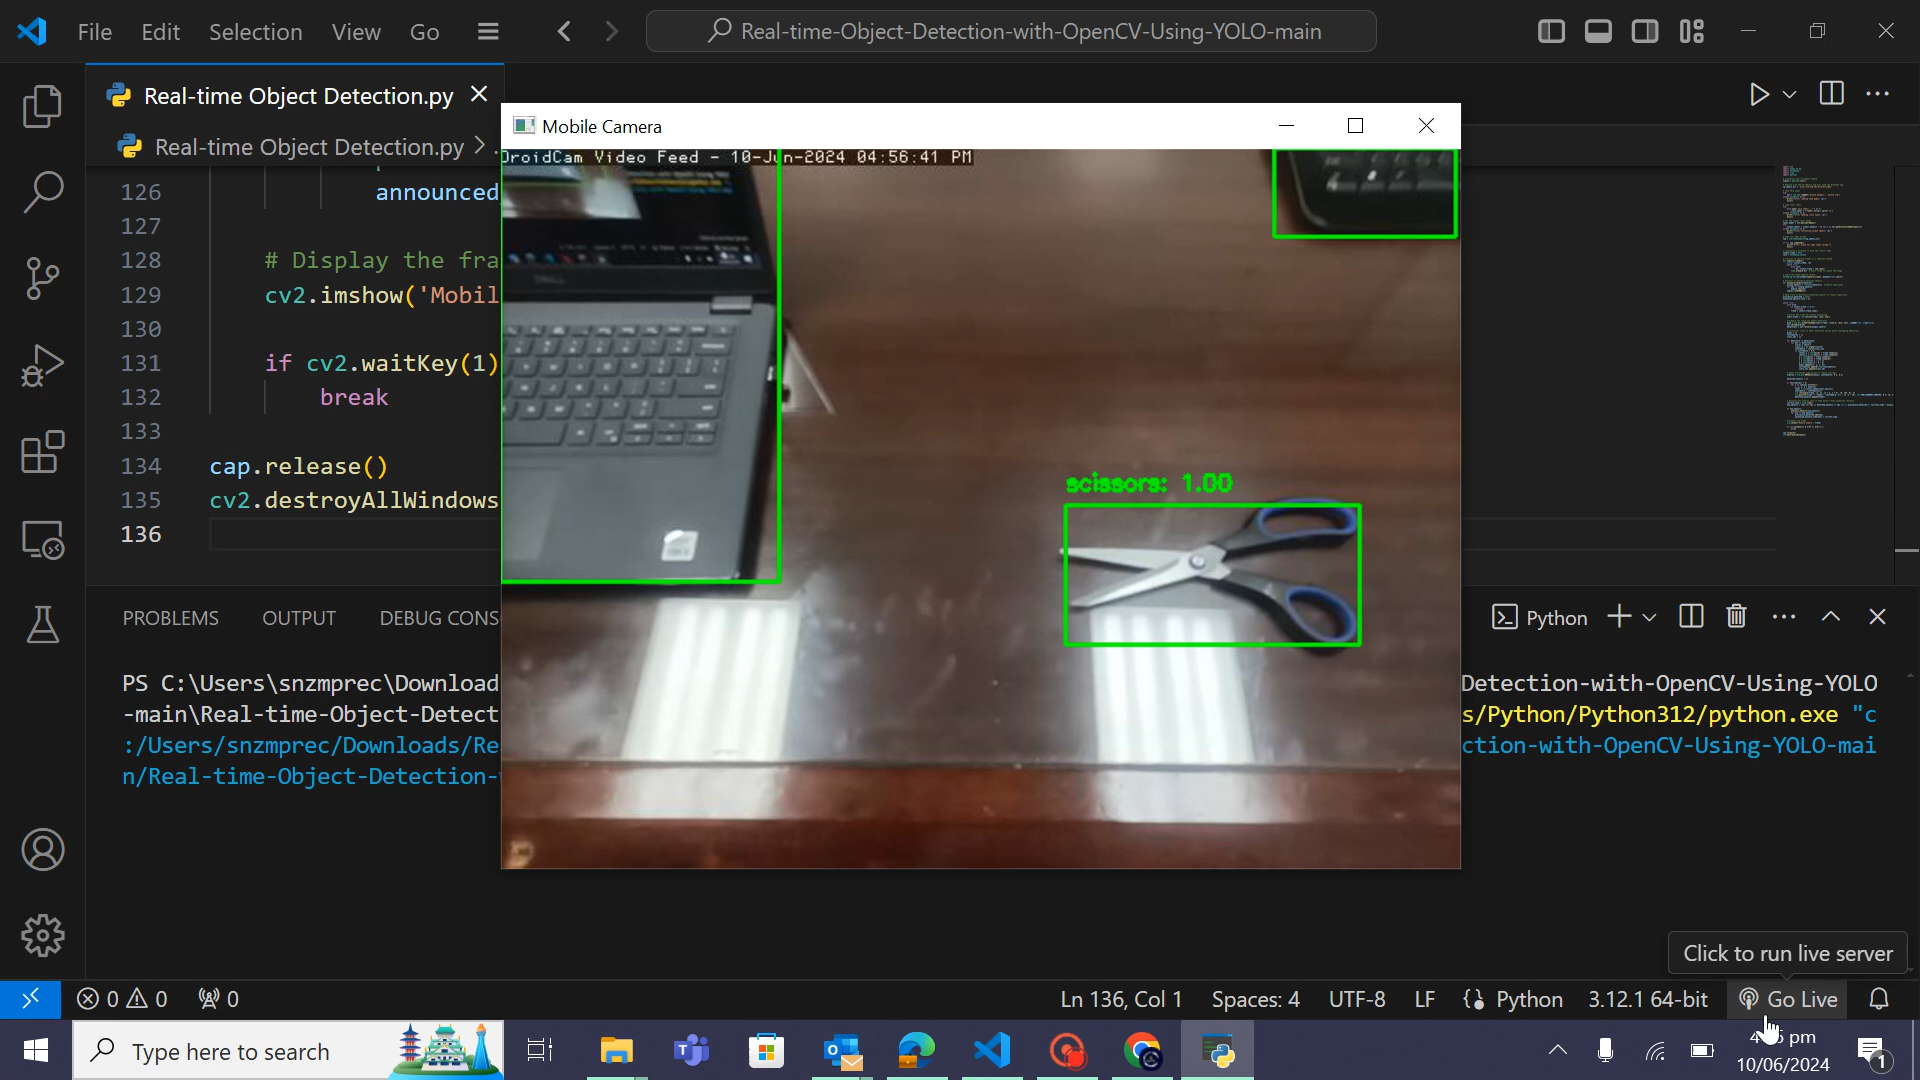 File Edit Selection View Go
Real-time-Object-Detection-with-OpenCV-Using-YOLO-main
Real-time Object Detection.py
Real-time Object Detection.py
Mobile Camera
DroidCam Video Feed - 10-Jun-2024 04:56:41 PM
126 announced
127
128 # Display the fra
129 cv2.imshow('Mobil
130
131 if cv2.waitKey(1)
132 break
133
134 cap.release()
135 cv2.destroyAllWindows
136
scissors: 1.00
PROBLEMS OUTPUT DEBUG CONS
Python
PS C:\Users\snzmprec\Download
Detection-with-OpenCV-Using-YOLO
-main\Real-time-Object-Detect
s/Python/Python312/python.exe "c
:/Users/snzmprec/Downloads/Re
ction-with-OpenCV-Using-YOLO-mai
n/Real-time-Object-Detection-
Click to run live server
0 0 0
Ln 136, Col 1 Spaces: 4 UTF-8 LF Python 3.12.1 64-bit Go Live
Type here to search
pm
10/06/2024
1